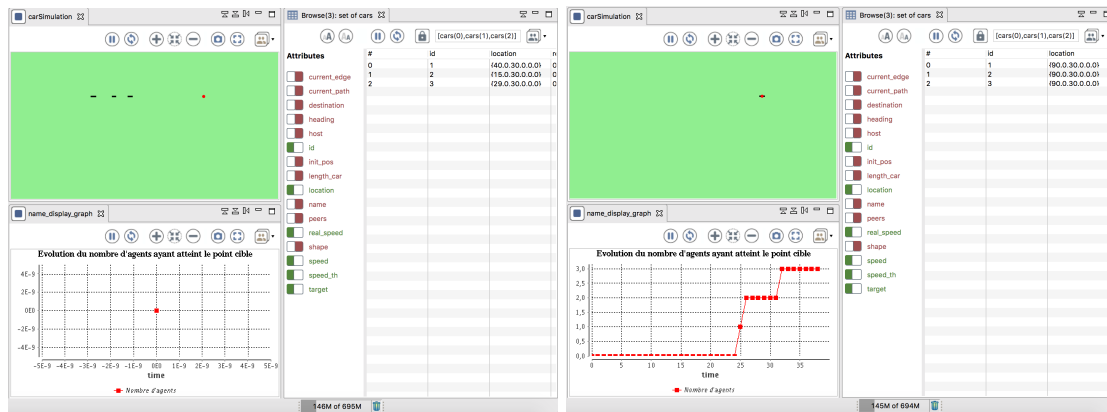 carSimulation
Browse(3): set of cars
[cars(0),cars(1),cars(2)]
Attributes
current_edge
current_path
destination
heading
host
id
init_pos
length_car
location
name
peers
real_speed
shape
speed
speed_th
target
# id location
0 1 {40.0.30.0.0.0}
1 2 {15.0.30.0.0.0}
2 3 {29.0.30.0.0.0}
name_display_graph
Evolution du nombre d'agents ayant atteint le point cible
4E-9
2E-9
0E0
-2E-9
-4E-9
-5E-9 -4E-9 -3E-9 -2E-9 -1E-9 0E0 1E-9 2E-9 3E-9 4E-9 5E-9
time
Nombre d'agents
146M of 695M
carSimulation
Browse(3): set of cars
[cars(0),cars(1),cars(2)]
Attributes
current_edge
current_path
destination
heading
host
id
init_pos
length_car
location
name
peers
real_speed
shape
speed
speed_th
target
# id location
0 1 {90.0.30.0.0.0}
1 2 {90.0.30.0.0.0}
2 3 {90.0.30.0.0.0}
name_display_graph
Evolution du nombre d'agents ayant atteint le point cible
3,0
2,5
2,0
1,5
1,0
0,5
0,0
0 5 10 15 20 25 30 35
time
Nombre d'agents
145M of 694M